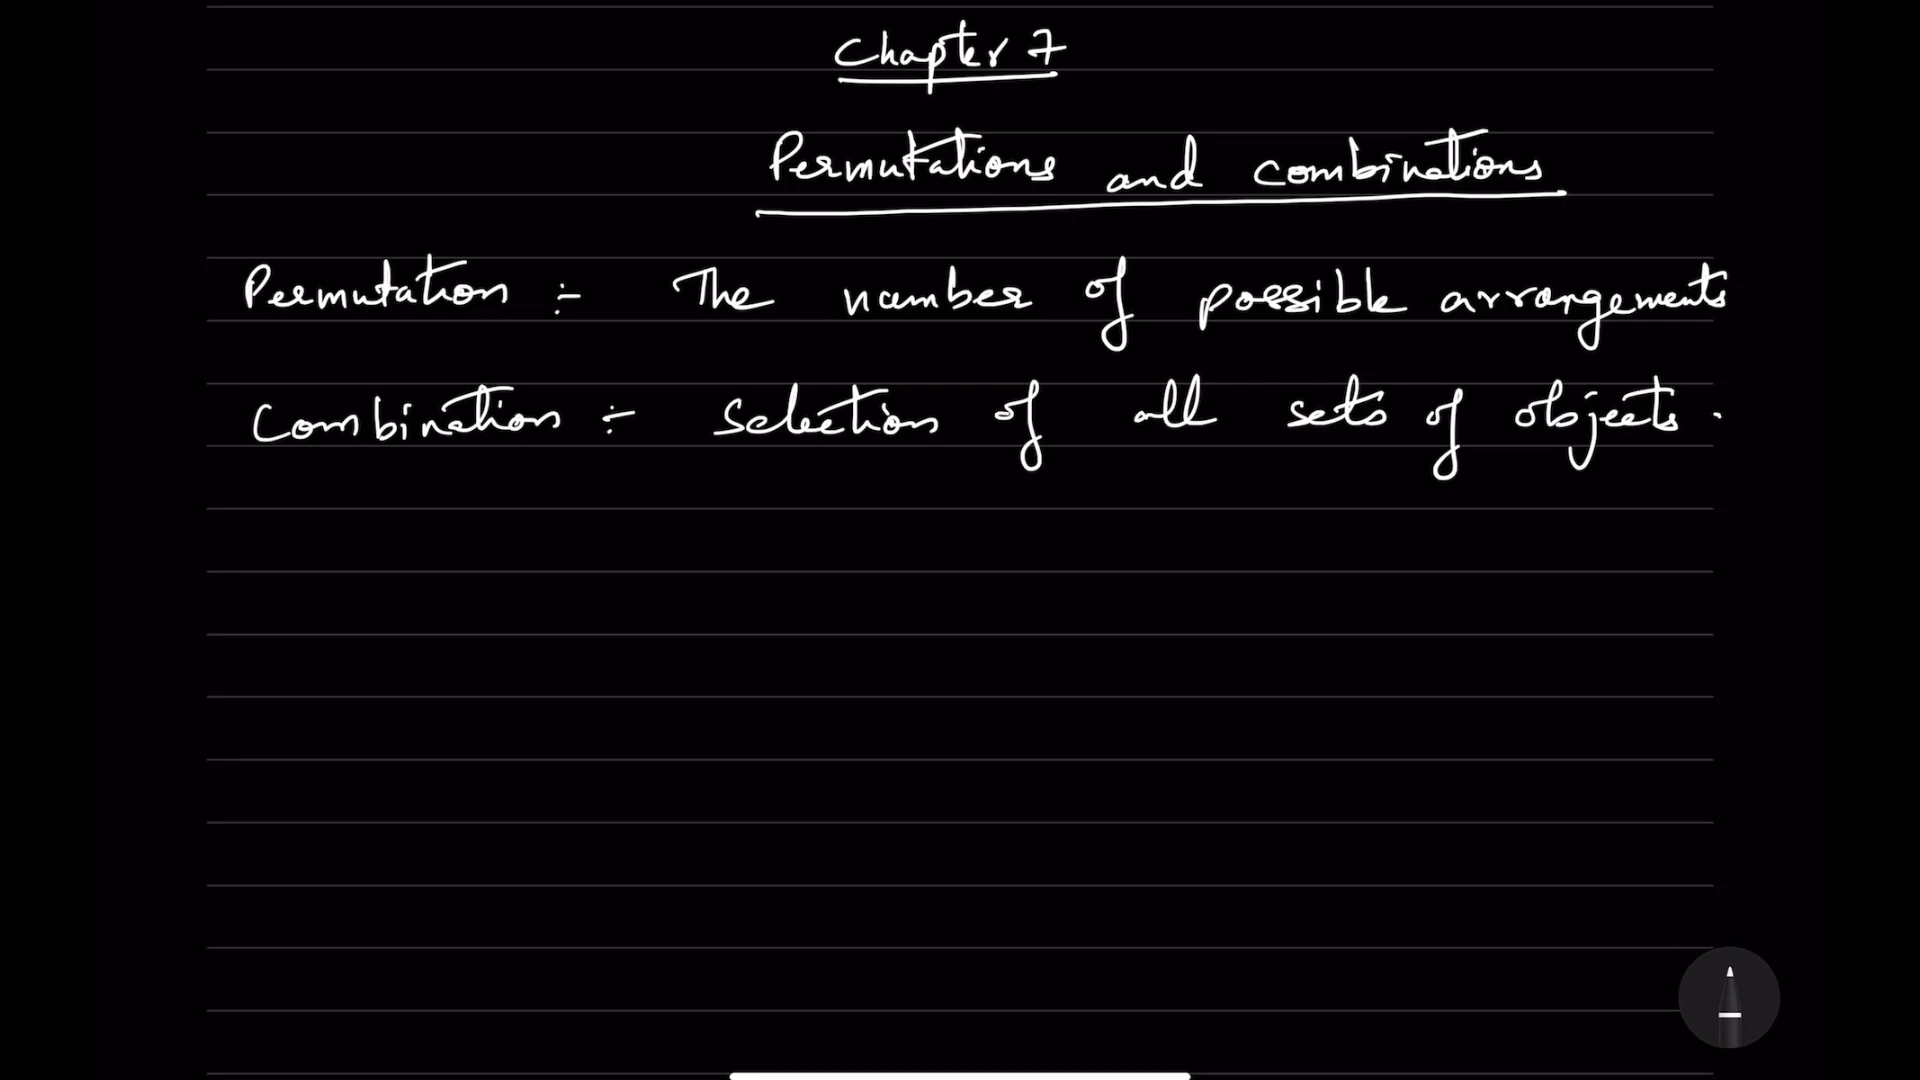 Chapter 7
Permutations and combinations
Permutation :- The number of possible arrangements
Combination :- Selection of all sets of objects.